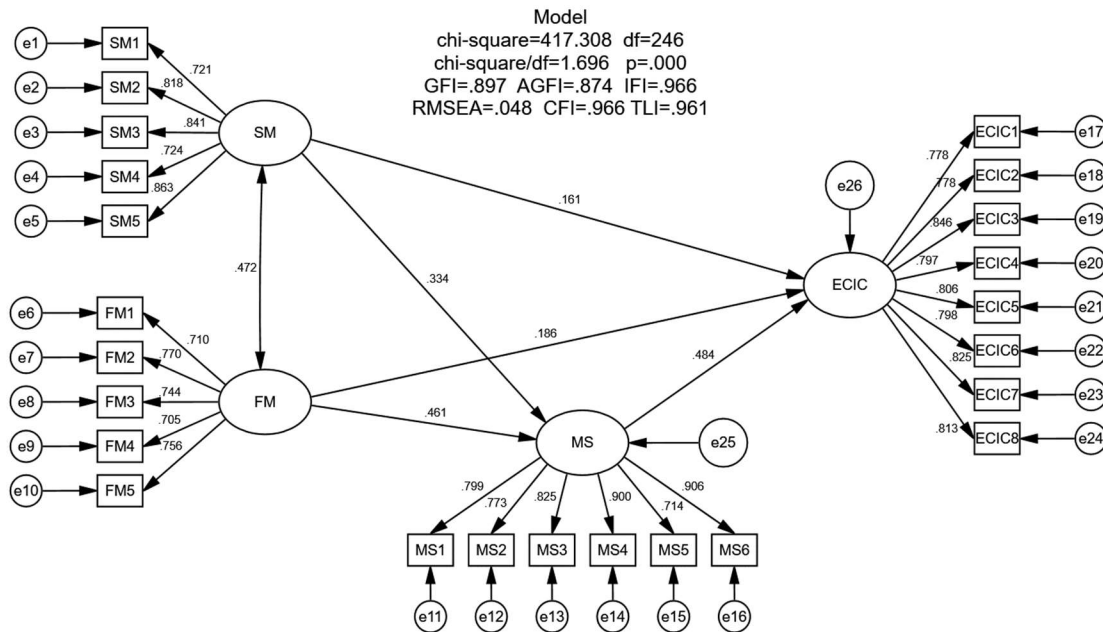 Model
chi-square=417.308 df=246
chi-square/df=1.696 p=.000
GFI=.897 AGFI=.874 IFI=.966
RMSEA=.048 CFI=.966 TLI=.961
e1 SM1 .721
e2 SM2 .818
e3 SM3 .841
e4 SM4 .724
e5 SM5 .863
SM
.472
.161
.334
e6 FM1 .710
e7 FM2 .770
e8 FM3 .744
e9 FM4 .705
e10 FM5 .756
FM
.186
.461
.484
MS
e25
.799 .773 .825 .900 .714 .906
MS1 MS2 MS3 MS4 MS5 MS6
e11 e12 e13 e14 e15 e16
e26
ECIC
.778 ECIC1 e17
.778 ECIC2 e18
.846 ECIC3 e19
.797 ECIC4 e20
.806 ECIC5 e21
.798 ECIC6 e22
.825 ECIC7 e23
.813 ECIC8 e24